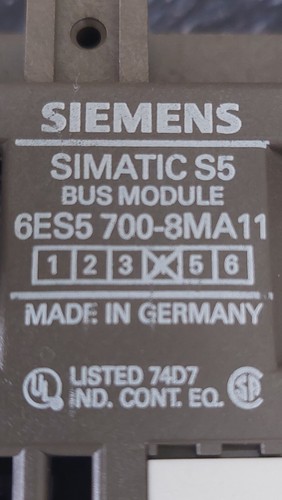 SIEMENS
SIMATIC S5
BUS MODULE
6ES5 700-8MA11
1 2 3 X 5 6
MADE IN GERMANY
UL LISTED 74D7 SA
IND. CONT. EQ.